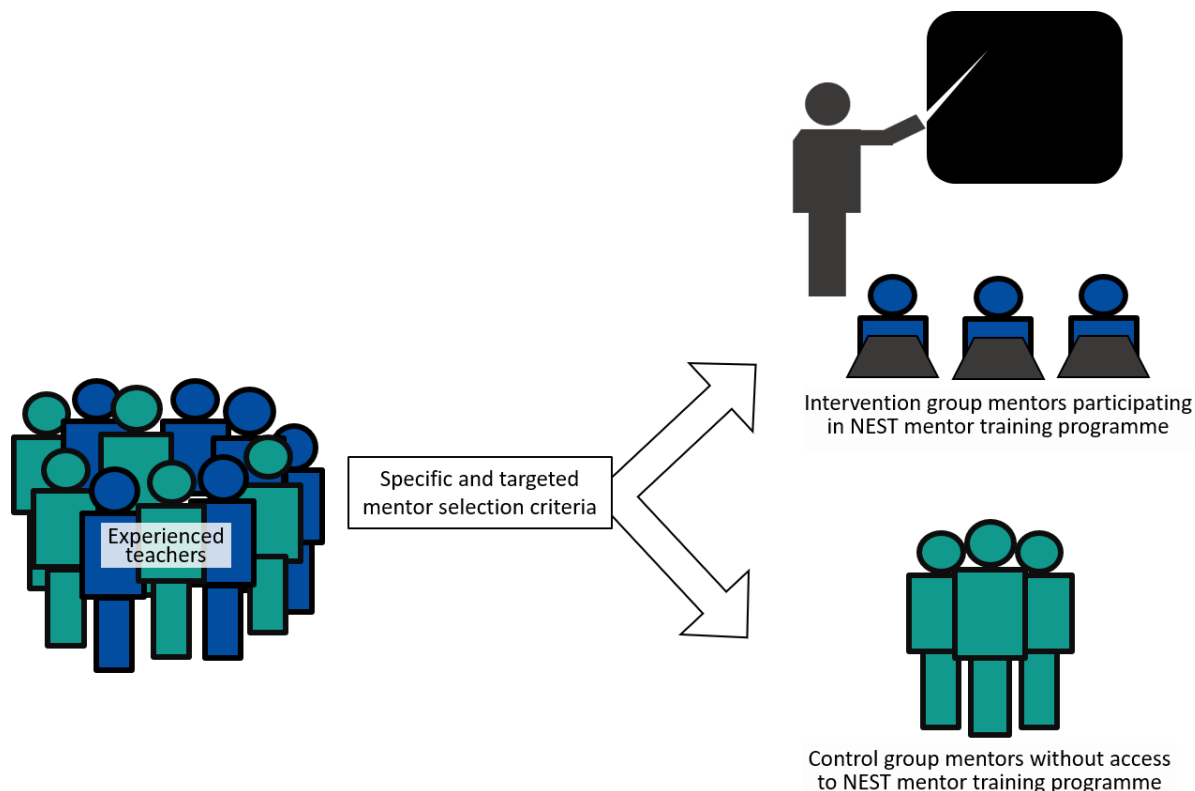 Experienced
teachers
Specific and targeted
mentor selection criteria
Intervention group mentors participating
in NEST mentor training programme
Control group mentors without access
to NEST mentor training programme